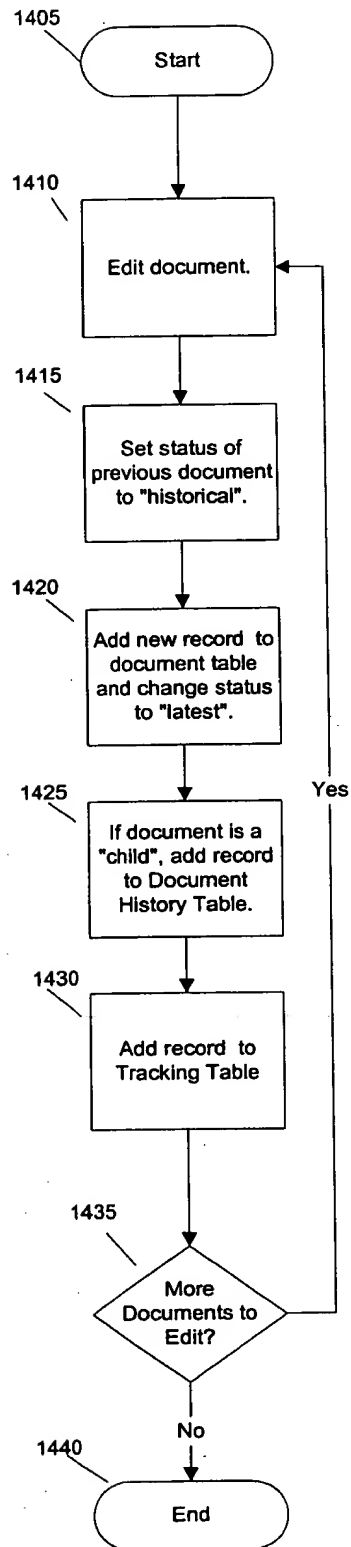 1405
Start
1410
Edit document.
1415
Set status of
previous document
to "historical".
1420
Add new record to
document table
and change status
to "latest".
Yes
1425
If document is a
"child", add record
to Document
History Table.
1430
Add record to
Tracking Table
1435
More
Documents to
Edit?
No
1440
End